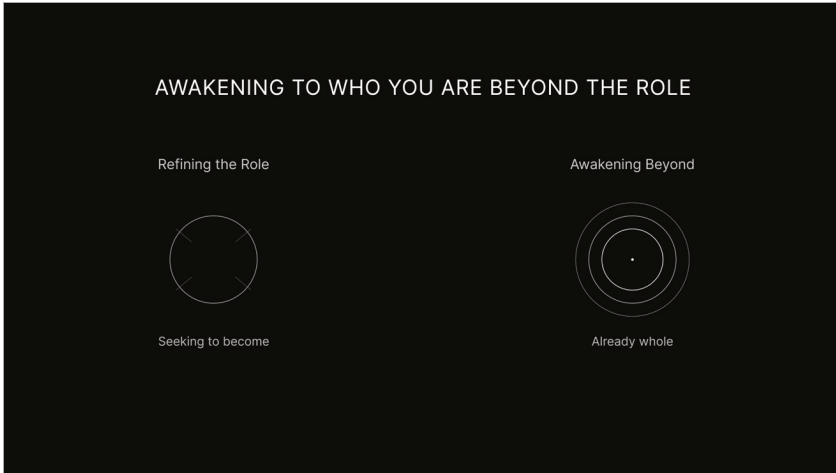 AWAKENING TO WHO YOU ARE BEYOND THE ROLE
Refining the Role
Awakening Beyond
Seeking to become
Already whole